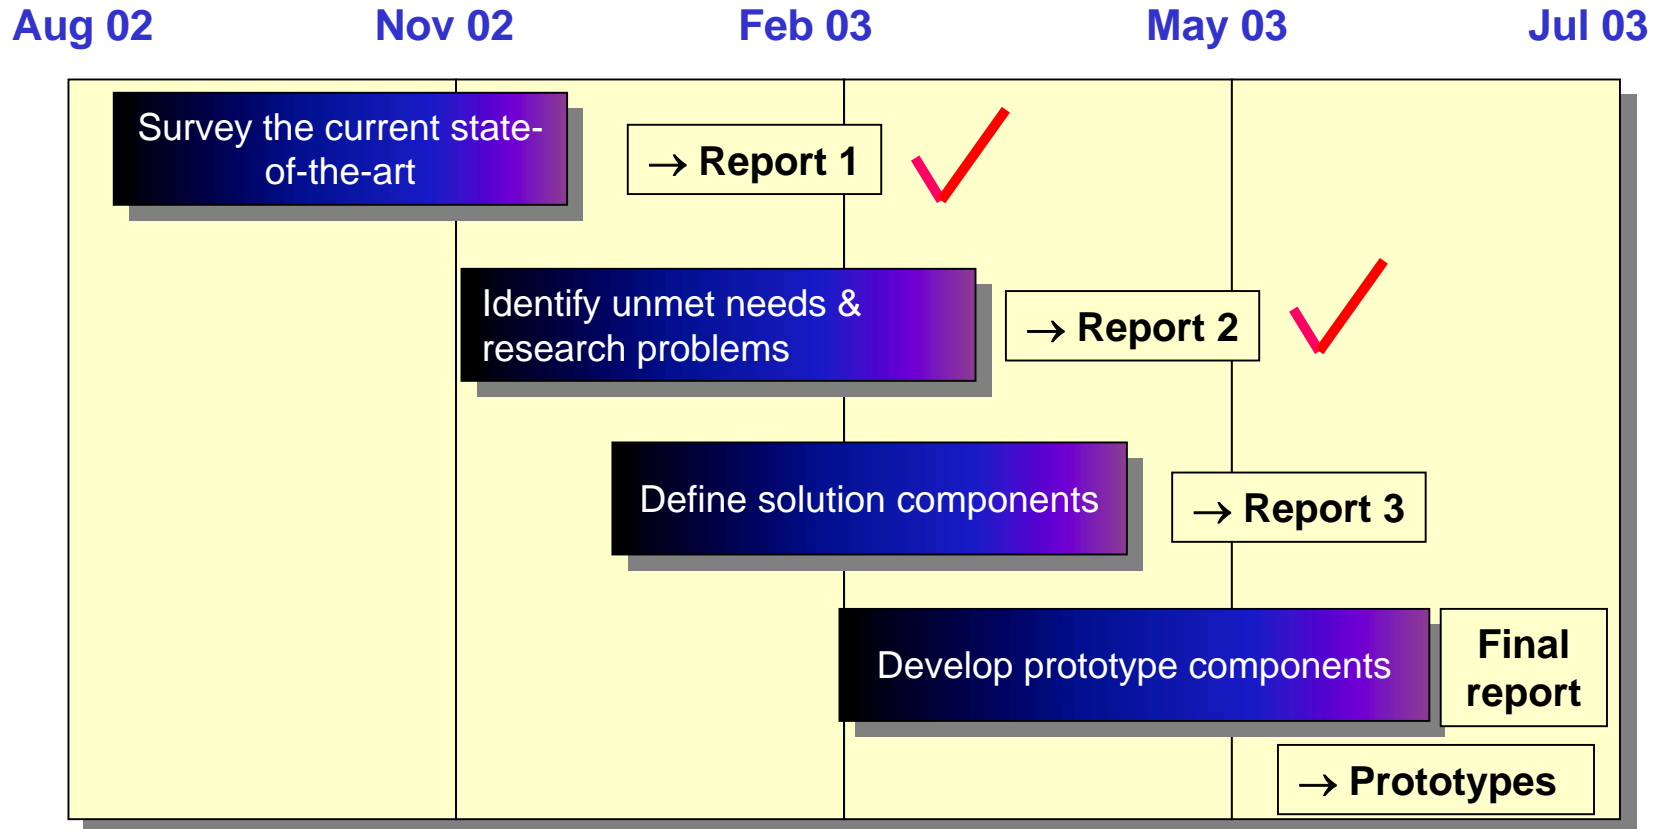 Aug 02 Nov 02 Feb 03 May 03 Jul 03
Survey the current state-
of-the-art
→ Report 1
Identify unmet needs &
research problems
→ Report 2
Define solution components
→ Report 3
Develop prototype components
Final
report
→ Prototypes